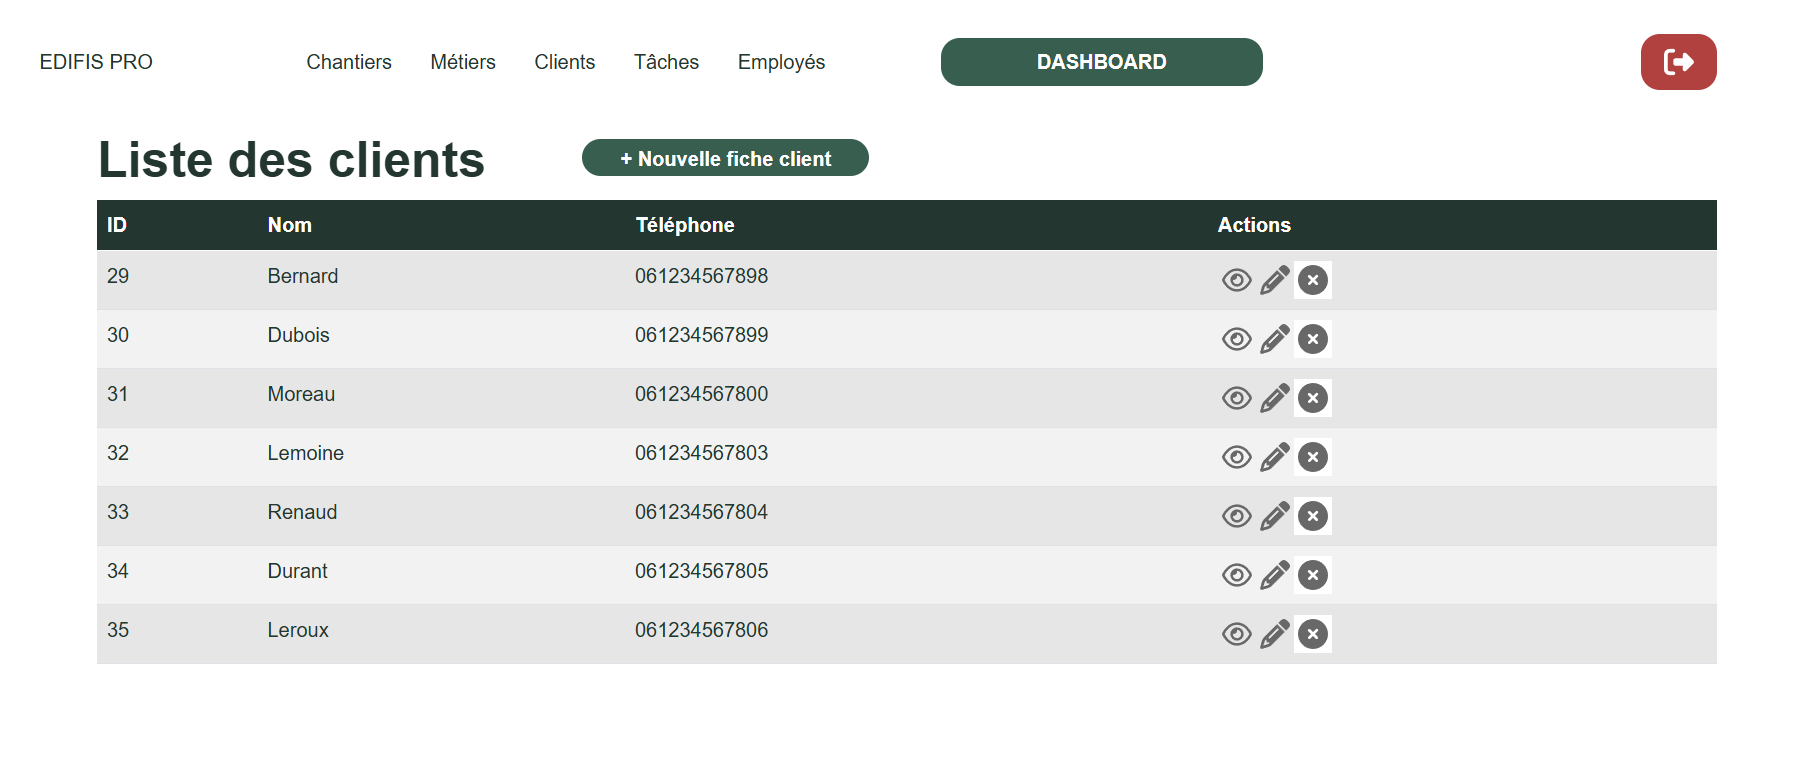 EDIFIS PRO Chantiers Métiers Clients Tâches Employés DASHBOARD
Liste des clients + Nouvelle fiche client
ID Nom Téléphone Actions
29 Bernard 061234567898
30 Dubois 061234567899
31 Moreau 061234567800
32 Lemoine 061234567803
33 Renaud 061234567804
34 Durant 061234567805
35 Leroux 061234567806